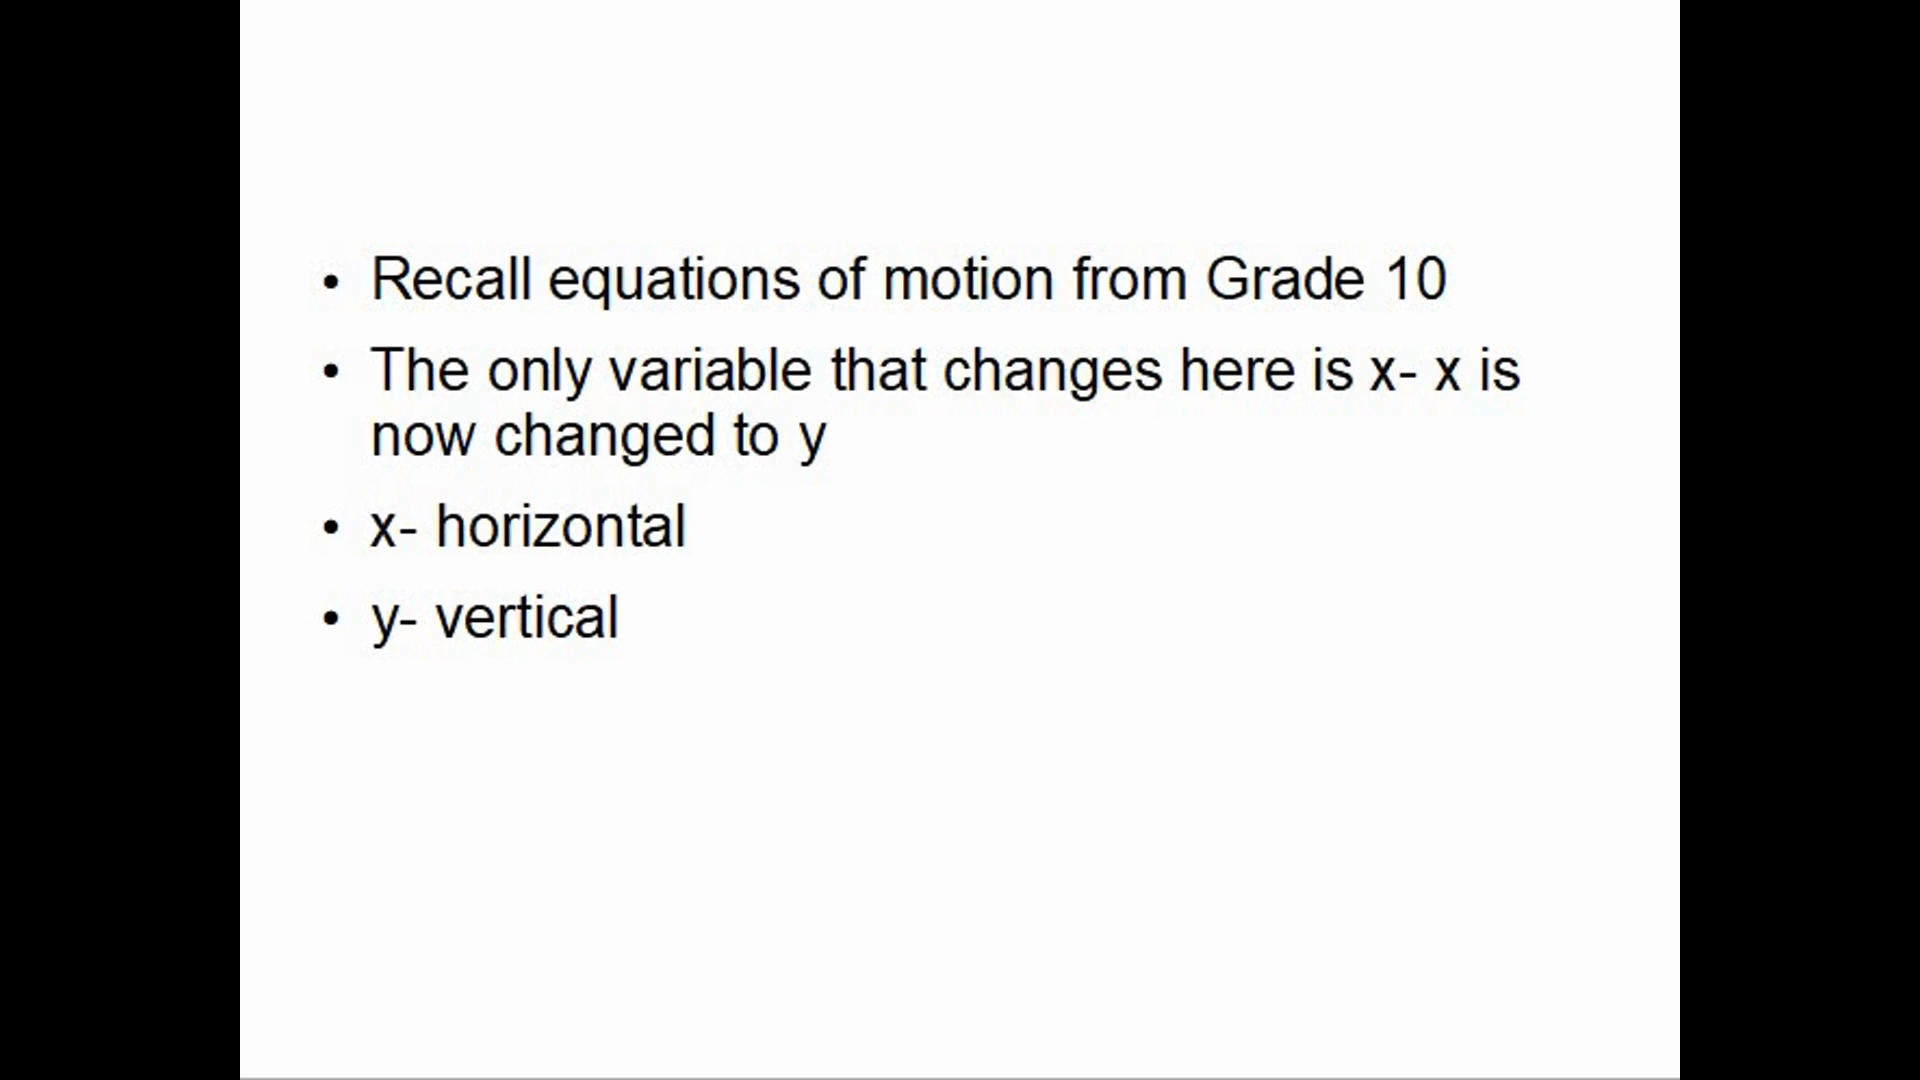 • Recall equations of motion from Grade 10
• The only variable that changes here is x- x is
now changed to y
• x- horizontal
• y- vertical